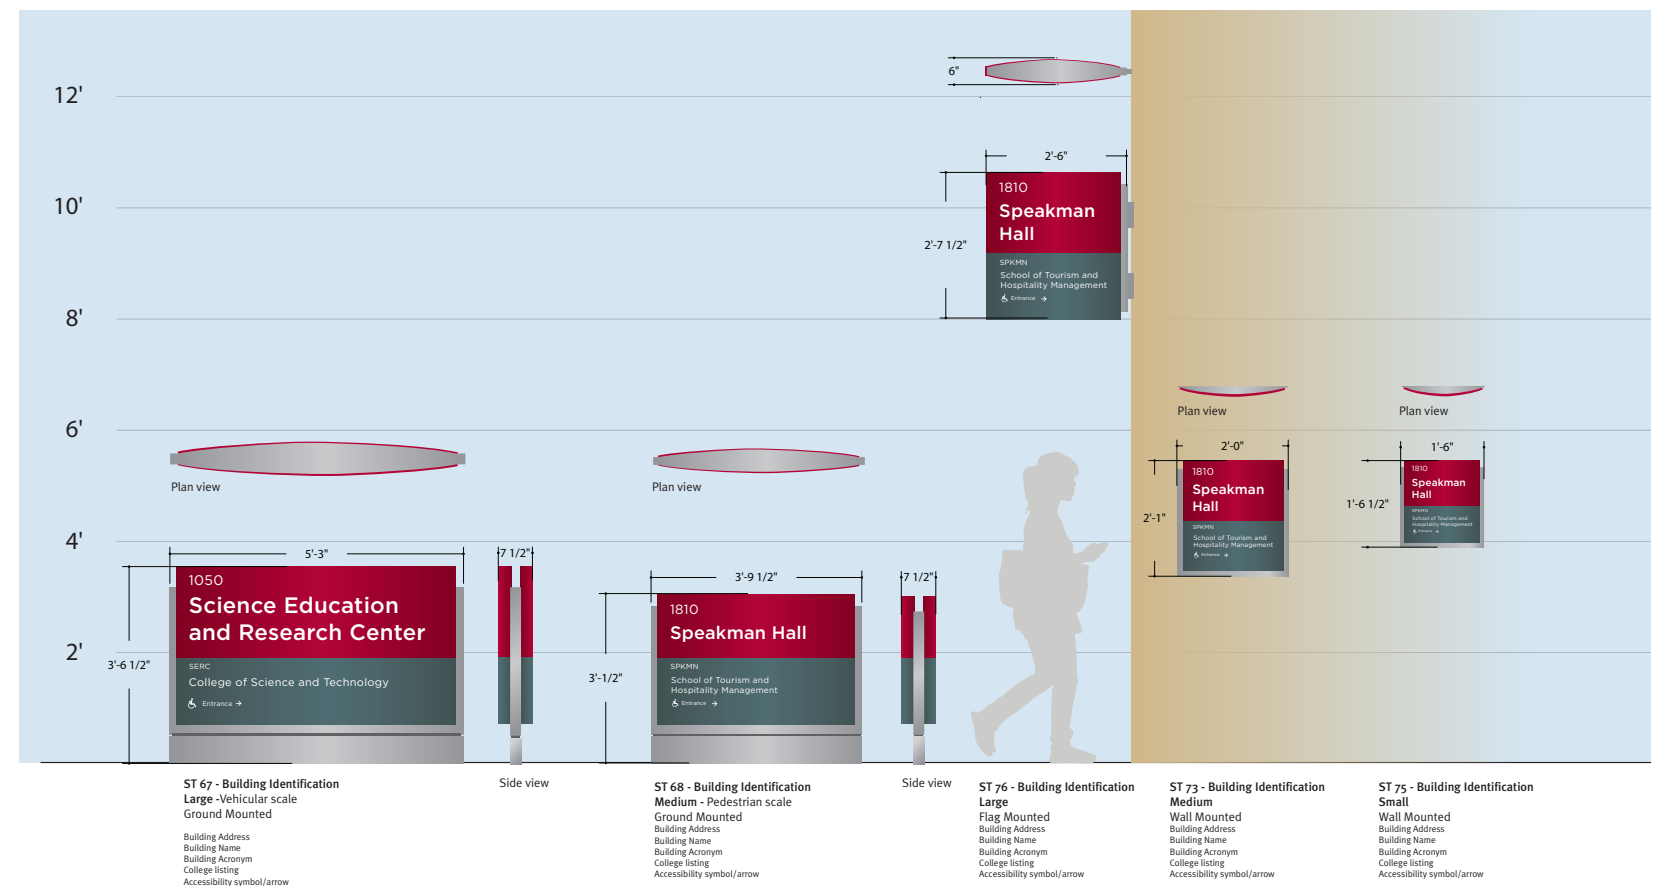 12'
10'
8'
6'
4'
2'
6"
2'-6"
2'-7 1/2"
1810
Speakman
Hall
SPKMN
School of Tourism and
Hospitality Management
Entrance
Plan view
5'-3"
3'-6 1/2"
1050
Science Education
and Research Center
SERC
College of Science and Technology
Entrance
7 1/2"
Plan view
3'-9 1/2"
3'-1/2"
1810
Speakman Hall
SPKMN
School of Tourism and
Hospitality Management
Entrance
7 1/2"
Plan view
2'-0"
2'-1"
1810
Speakman
Hall
SPKMN
School of Tourism and
Hospitality Management
Entrance
Plan view
1'-6"
1'-6 1/2"
1810
Speakman
Hall
SPKMN
School of Tourism and
Hospitality Management
Entrance
ST 67 - Building Identification
Large -Vehicular scale
Ground Mounted
Building Address
Building Name
Building Acronym
College listing
Accessibility symbol/arrow
Side view
ST 68 - Building Identification
Medium - Pedestrian scale
Ground Mounted
Building Address
Building Name
Building Acronym
College listing
Accessibility symbol/arrow
Side view
ST 76 - Building Identification
Large
Flag Mounted
Building Address
Building Name
Building Acronym
College listing
Accessibility symbol/arrow
ST 73 - Building Identification
Medium
Wall Mounted
Building Address
Building Name
Building Acronym
College listing
Accessibility symbol/arrow
ST 75 - Building Identification
Small
Wall Mounted
Building Address
Building Name
Building Acronym
College listing
Accessibility symbol/arrow